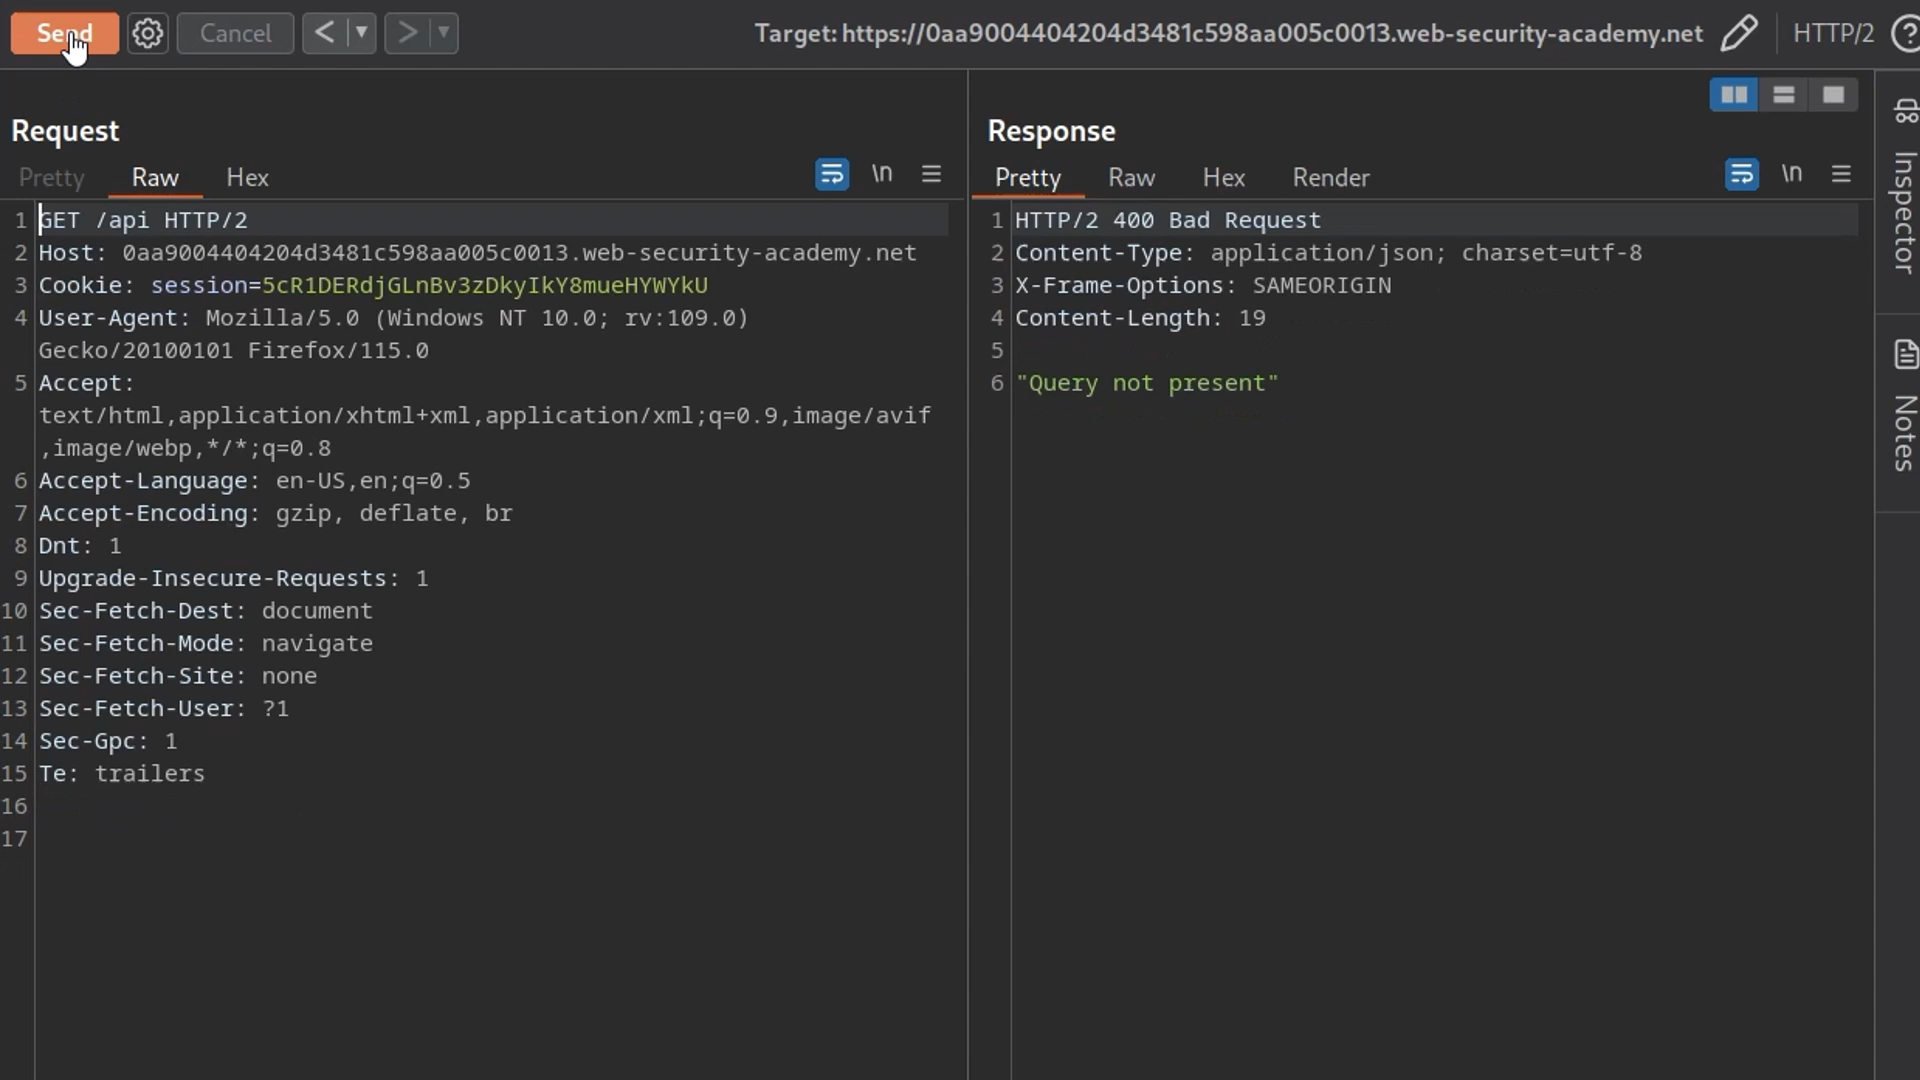 Send
Cancel
<
>
Target: https://0aa9004404204d3481c598aa005c0013.web-security-academy.net
HTTP/2
?
Request
Pretty
Raw
Hex
\n
1 GET /api HTTP/2
2 Host: 0aa9004404204d3481c598aa005c0013.web-security-academy.net
3 Cookie: session=5cR1DERdjGLnBv3zDkyIkY8mueHYWYkU
4 User-Agent: Mozilla/5.0 (Windows NT 10.0; rv:109.0)
Gecko/20100101 Firefox/115.0
5 Accept:
text/html,application/xhtml+xml,application/xml;q=0.9,image/avif
,image/webp,*/*;q=0.8
6 Accept-Language: en-US,en;q=0.5
7 Accept-Encoding: gzip, deflate, br
8 Dnt: 1
9 Upgrade-Insecure-Requests: 1
10 Sec-Fetch-Dest: document
11 Sec-Fetch-Mode: navigate
12 Sec-Fetch-Site: none
13 Sec-Fetch-User: ?1
14 Sec-Gpc: 1
15 Te: trailers
16
17
Response
Pretty
Raw
Hex
Render
\n
1 HTTP/2 400 Bad Request
2 Content-Type: application/json; charset=utf-8
3 X-Frame-Options: SAMEORIGIN
4 Content-Length: 19
5
6 "Query not present"
Inspector
Notes